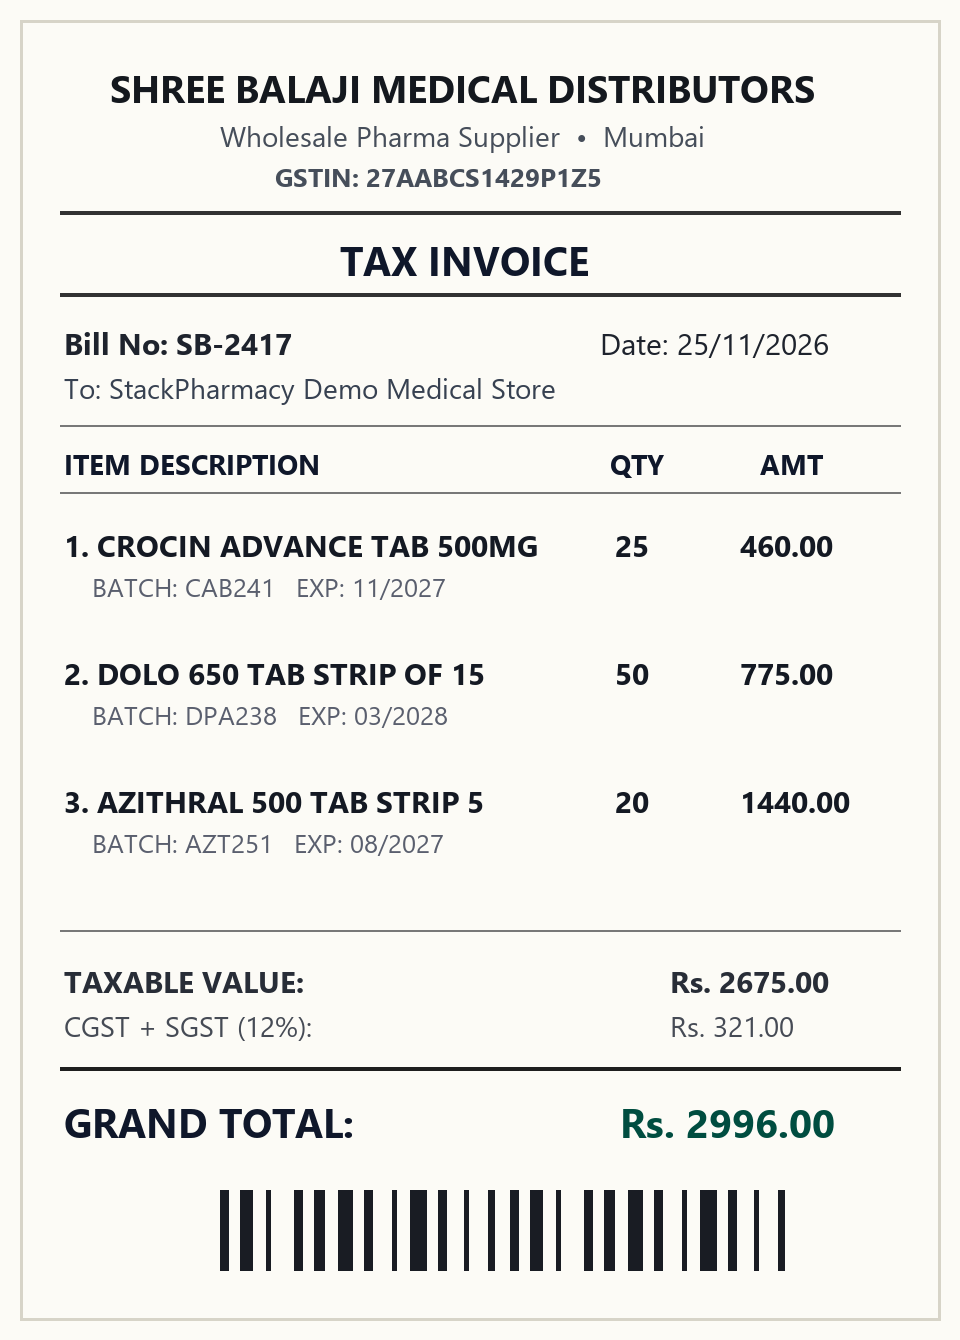 SHREE BALAJI MEDICAL DISTRIBUTORS
Wholesale Pharma Supplier • Mumbai
GSTIN: 27AABCS1429P1Z5
TAX INVOICE
Bill No: SB-2417 Date: 25/11/2026
To: StackPharmacy Demo Medical Store
ITEM DESCRIPTION QTY AMT
1. CROCIN ADVANCE TAB 500MG 25 460.00
BATCH: CAB241 EXP: 11/2027
2. DOLO 650 TAB STRIP OF 15 50 775.00
BATCH: DPA238 EXP: 03/2028
3. AZITHRAL 500 TAB STRIP 5 20 1440.00
BATCH: AZT251 EXP: 08/2027
TAXABLE VALUE: Rs. 2675.00
CGST + SGST (12%): Rs. 321.00
GRAND TOTAL: Rs. 2996.00